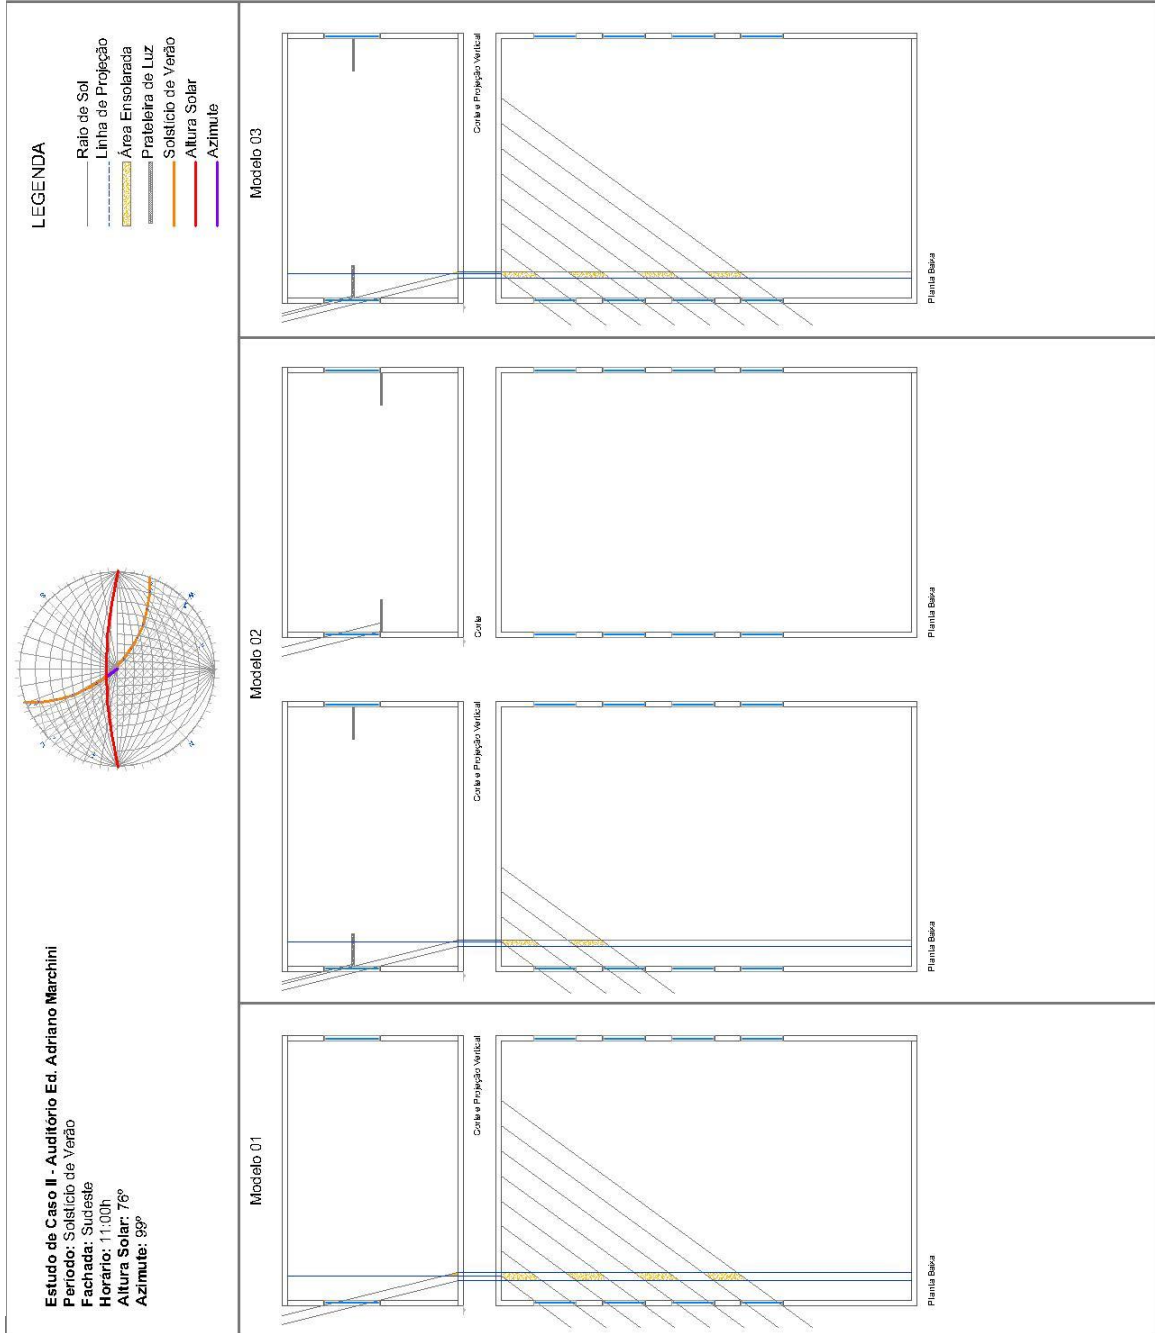 Estudo de Caso II - Auditório Ed. Adriano Marchini
Período: Solstício de Verão
Fachada: Sudeste
Horário: 11:00h
Altura Solar: 76º
Azimute: 99º
LEGENDA
Raio de Sol
Linha de Projeção
Área Ensolarada
Prateleira de Luz
Solstício de Verão
Altura Solar
Azimute
Modelo 01
Corte e Projeção Vertical
Planta Baixa
Modelo 02
Corte e Projeção Vertical
Planta Baixa
Corte
Planta Baixa
Modelo 03
Corte e Projeção Vertical
Planta Baixa